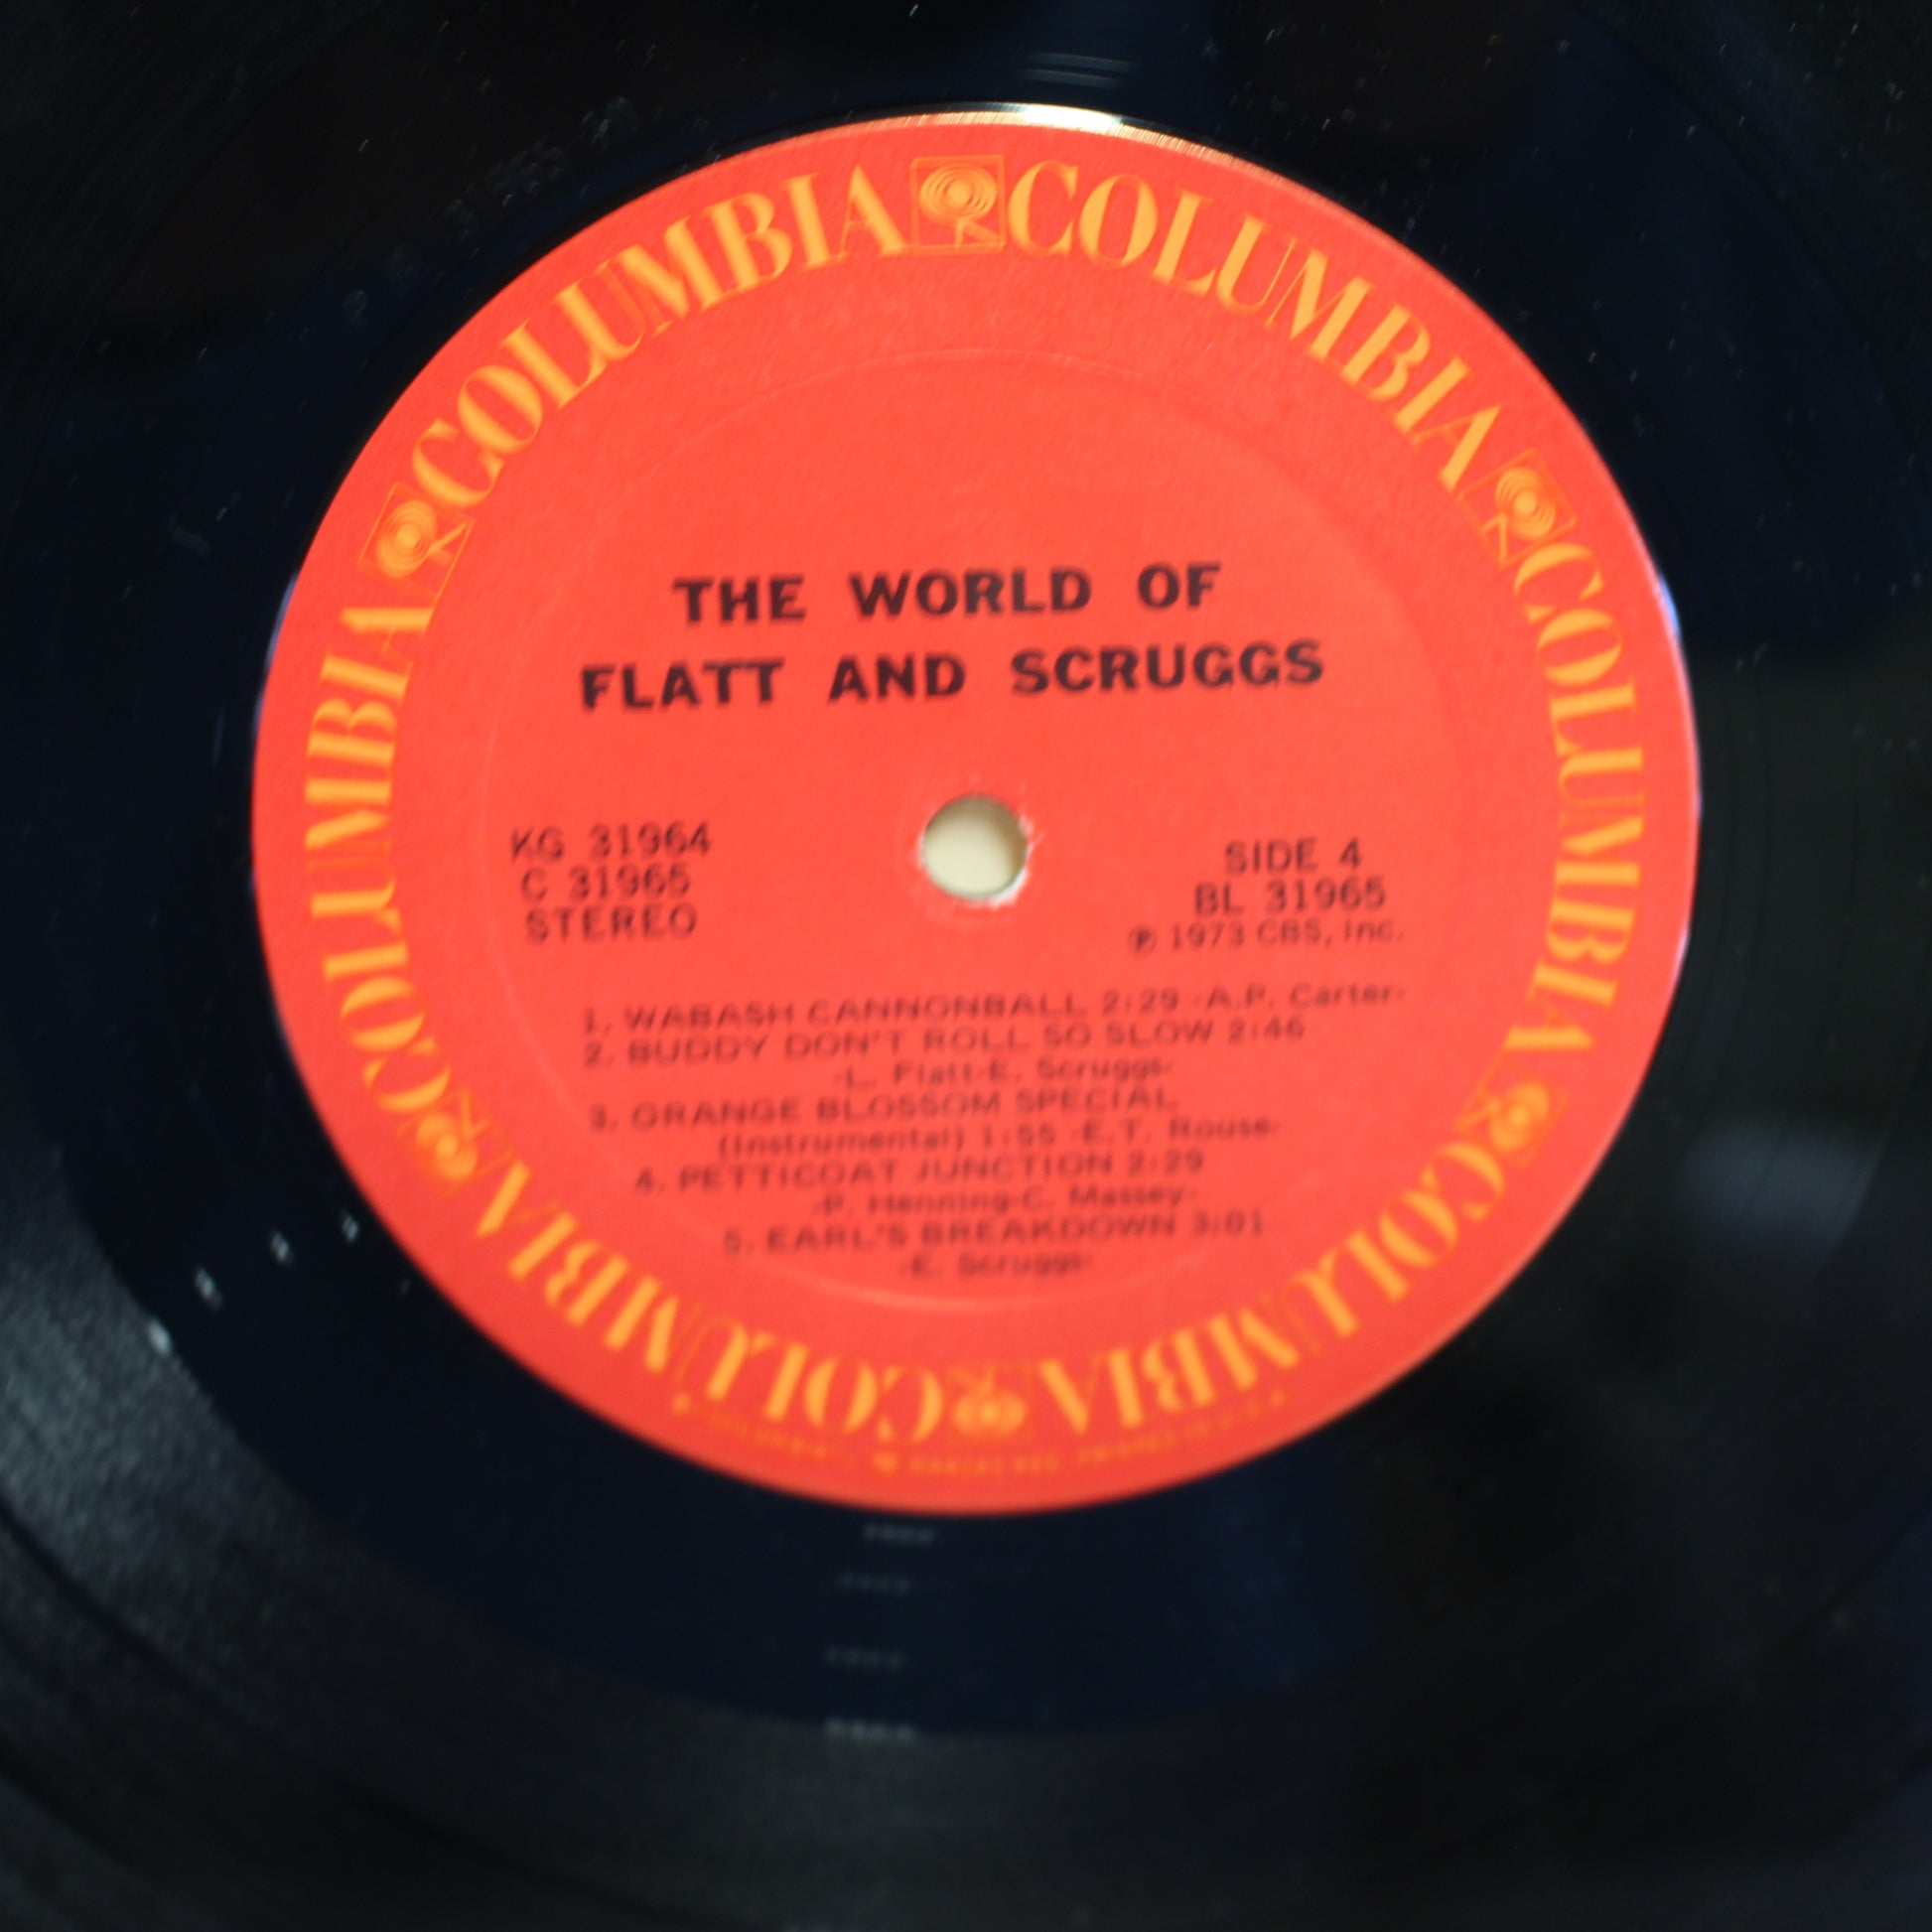 COLUMBIA COLUMBIA COLUMBIA COLUMBIA COLUMBIA COLUMBIA
THE WORLD OF
FLATT AND SCRUGGS
KG 31964
C 31965
STEREO
SIDE 4
BL 31965
℗ 1973 CBS, Inc.
1. WABASH CANNONBALL 2:29 -A.P. Carter-
2. BUDDY DON'T ROLL SO SLOW 2:46
-L. Flatt-E. Scruggs-
3. ORANGE BLOSSOM SPECIAL
(Instrumental) 1:55 -E.T. Rouse-
4. PETTICOAT JUNCTION 2:29
-P. Henning-C. Massey-
5. EARL'S BREAKDOWN 3:01
-E. Scruggs-